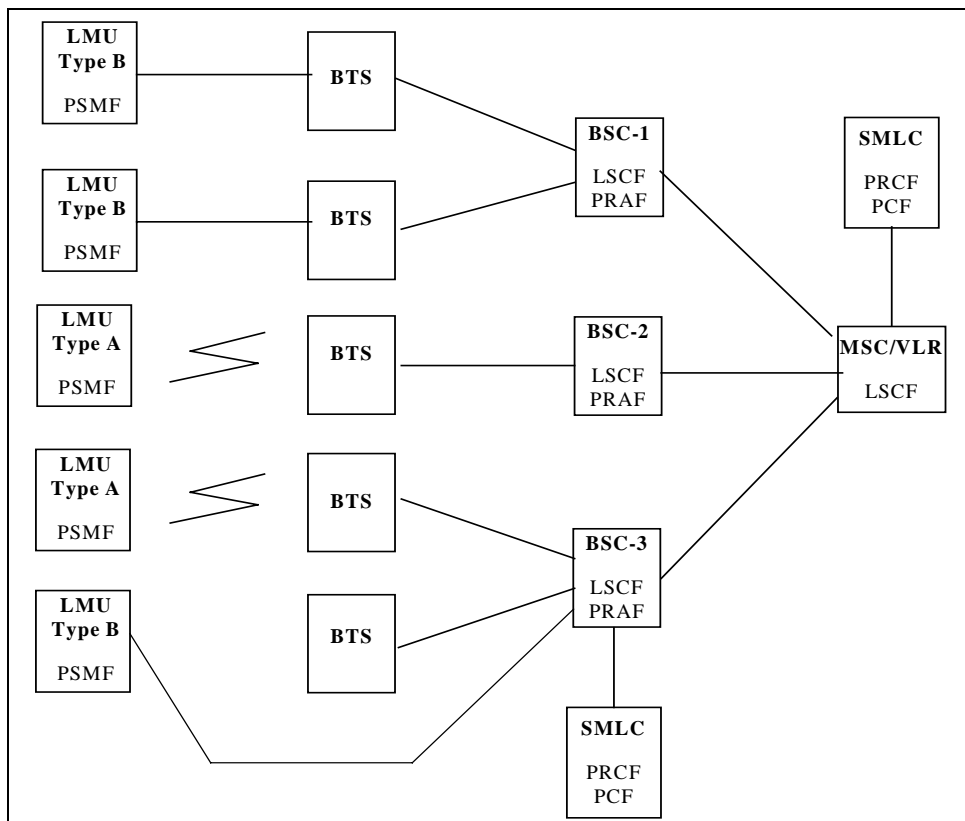 LMU
Type B
PSMF
BTS
BSC-1
LSCF
PRAF
SMLC
PRCF
PCF
LMU
Type B
PSMF
BTS
LMU
Type A
PSMF
BTS
BSC-2
LSCF
PRAF
MSC/VLR
LSCF
LMU
Type A
PSMF
BTS
BSC-3
LSCF
PRAF
LMU
Type B
PSMF
BTS
SMLC
PRCF
PCF